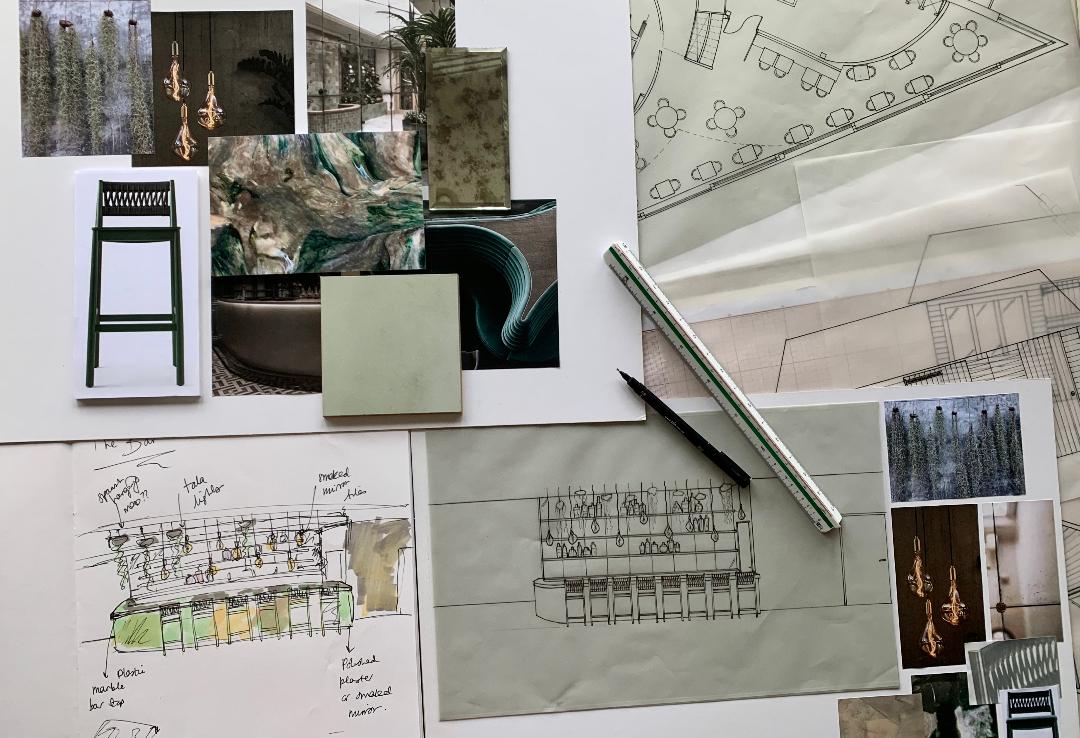 The Bar
tala
lights
smoked
mirror
tiles
Plastic
marble
bar top
Polished
plaster
or smoked
mirror.